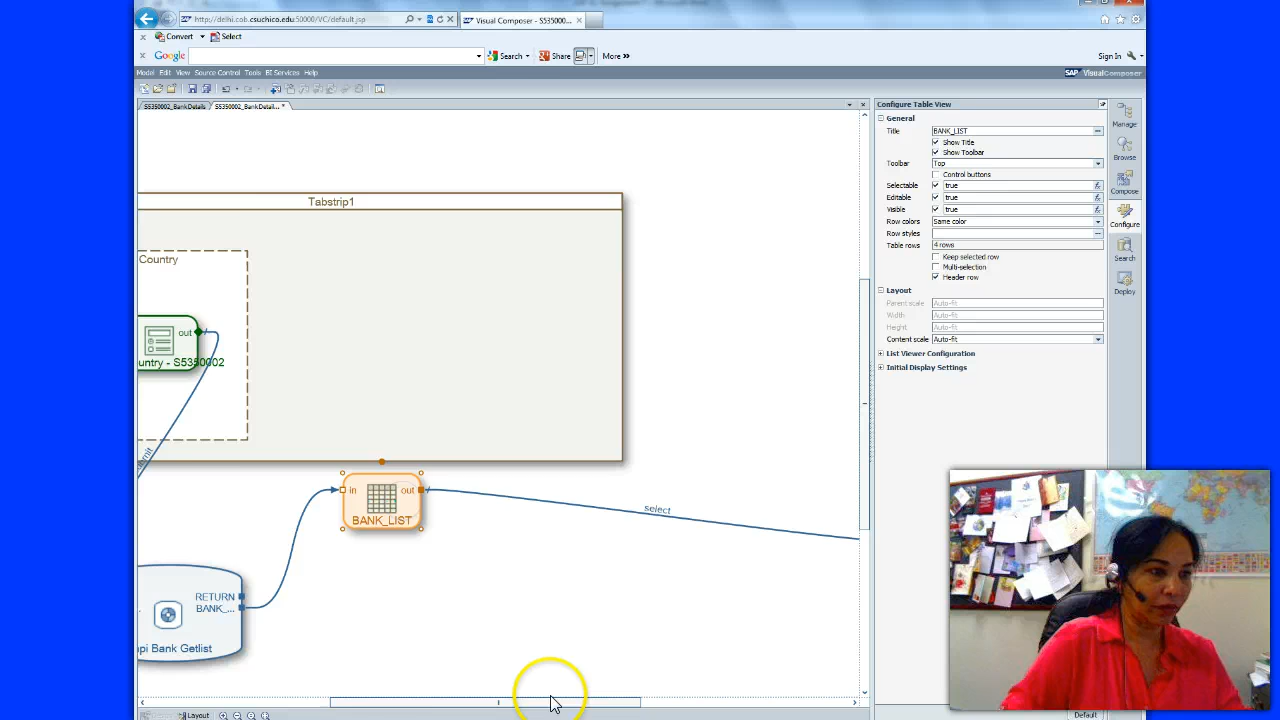 http://delhi.cob.csuchico.edu:50000/VC/default.jsp
Visual Composer - S535000...
Convert
Select
Google
Search
Share
More »
Sign In
Model Edit View Source Control Tools BI Services Help
SAP VisualComposer
S5350002_BankDetails
S5350002_BankDetail... *
Configure Table View
General
Title BANK_LIST
Show Title
Show Toolbar
Toolbar Top
Control buttons
Selectable true
Editable true
Visible true
Row colors Same color
Row styles
Table rows 4 rows
Keep selected row
Multi-selection
Header row
Layout
Parent scale Auto-fit
Width Auto-fit
Height Auto-fit
Content scale Auto-fit
List Viewer Configuration
Initial Display Settings
Manage
Browse
Compose
Configure
Search
Deploy
Tabstrip1
Country
out
untry - S5350002
mit
in
out
BANK_LIST
select
RETURN
BANK_...
pi Bank Getlist
Layout
Default